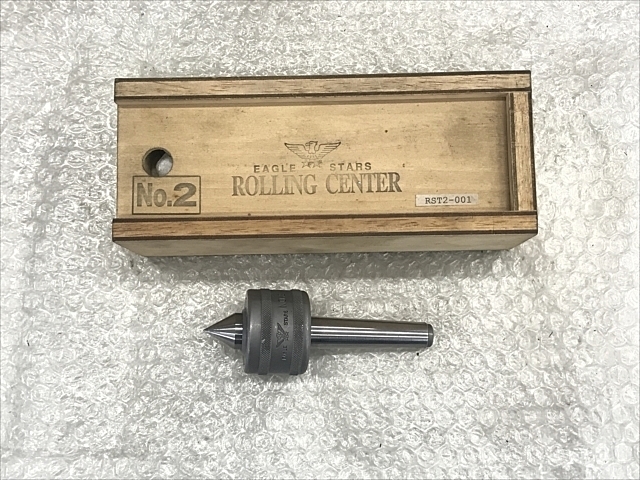 EAGLE STARS
ROLLING CENTER
No.2
RST2-001